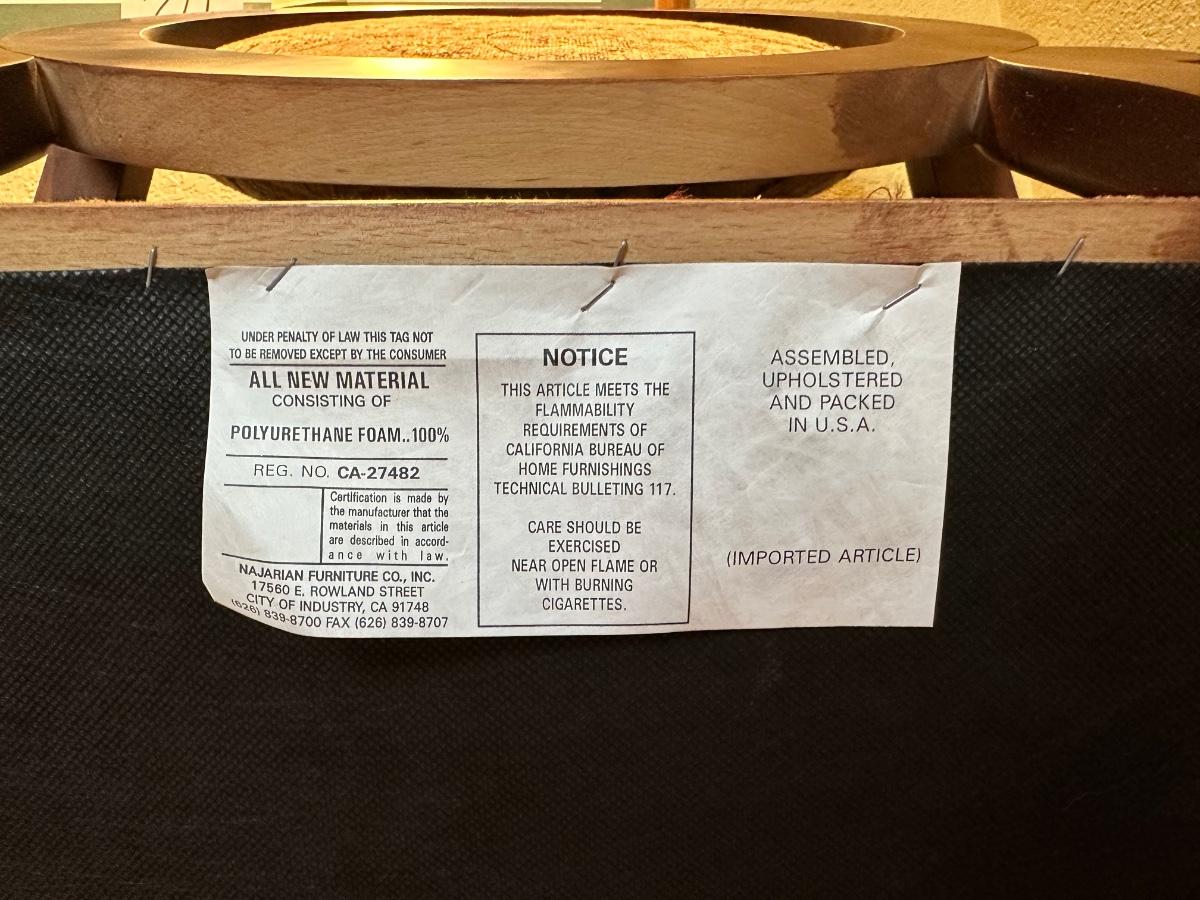 UNDER PENALTY OF LAW THIS TAG NOT
TO BE REMOVED EXCEPT BY THE CONSUMER
ALL NEW MATERIAL
CONSISTING OF
POLYURETHANE FOAM..100%
REG. NO. CA-27482
Certification is made by
the manufacturer that the
materials in this article
are described in accord-
ance with law.
NAJARIAN FURNITURE CO., INC.
17560 E. ROWLAND STREET
CITY OF INDUSTRY, CA 91748
(626) 839-8700 FAX (626) 839-8707
NOTICE
THIS ARTICLE MEETS THE
FLAMMABILITY
REQUIREMENTS OF
CALIFORNIA BUREAU OF
HOME FURNISHINGS
TECHNICAL BULLETING 117.
CARE SHOULD BE
EXERCISED
NEAR OPEN FLAME OR
WITH BURNING
CIGARETTES.
ASSEMBLED,
UPHOLSTERED
AND PACKED
IN U.S.A.
(IMPORTED ARTICLE)